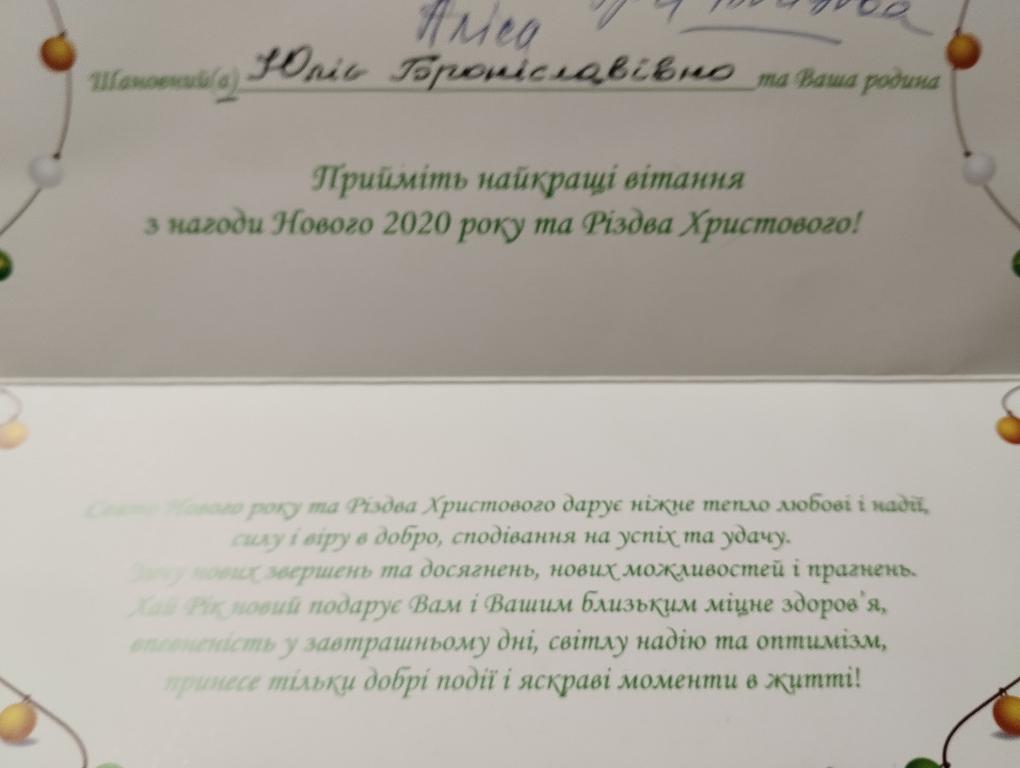 Аліса
Шановний(а) Юліє Броніславівно та Ваша родина
Прийміть найкращі вітання
з нагоди Нового 2020 року та Різдва Христового!
Свято Нового року та Різдва Христового дарує ніжне тепло любові і надії,
силу і віру в добро, сподівання на успіх та удачу.
Зичу нових звершень та досягнень, нових можливостей і прагнень.
Хай Рік новий подарує Вам і Вашим близьким міцне здоров'я,
впевненість у завтрашньому дні, світлу надію та оптимізм,
принесе тільки добрі події і яскраві моменти в житті!